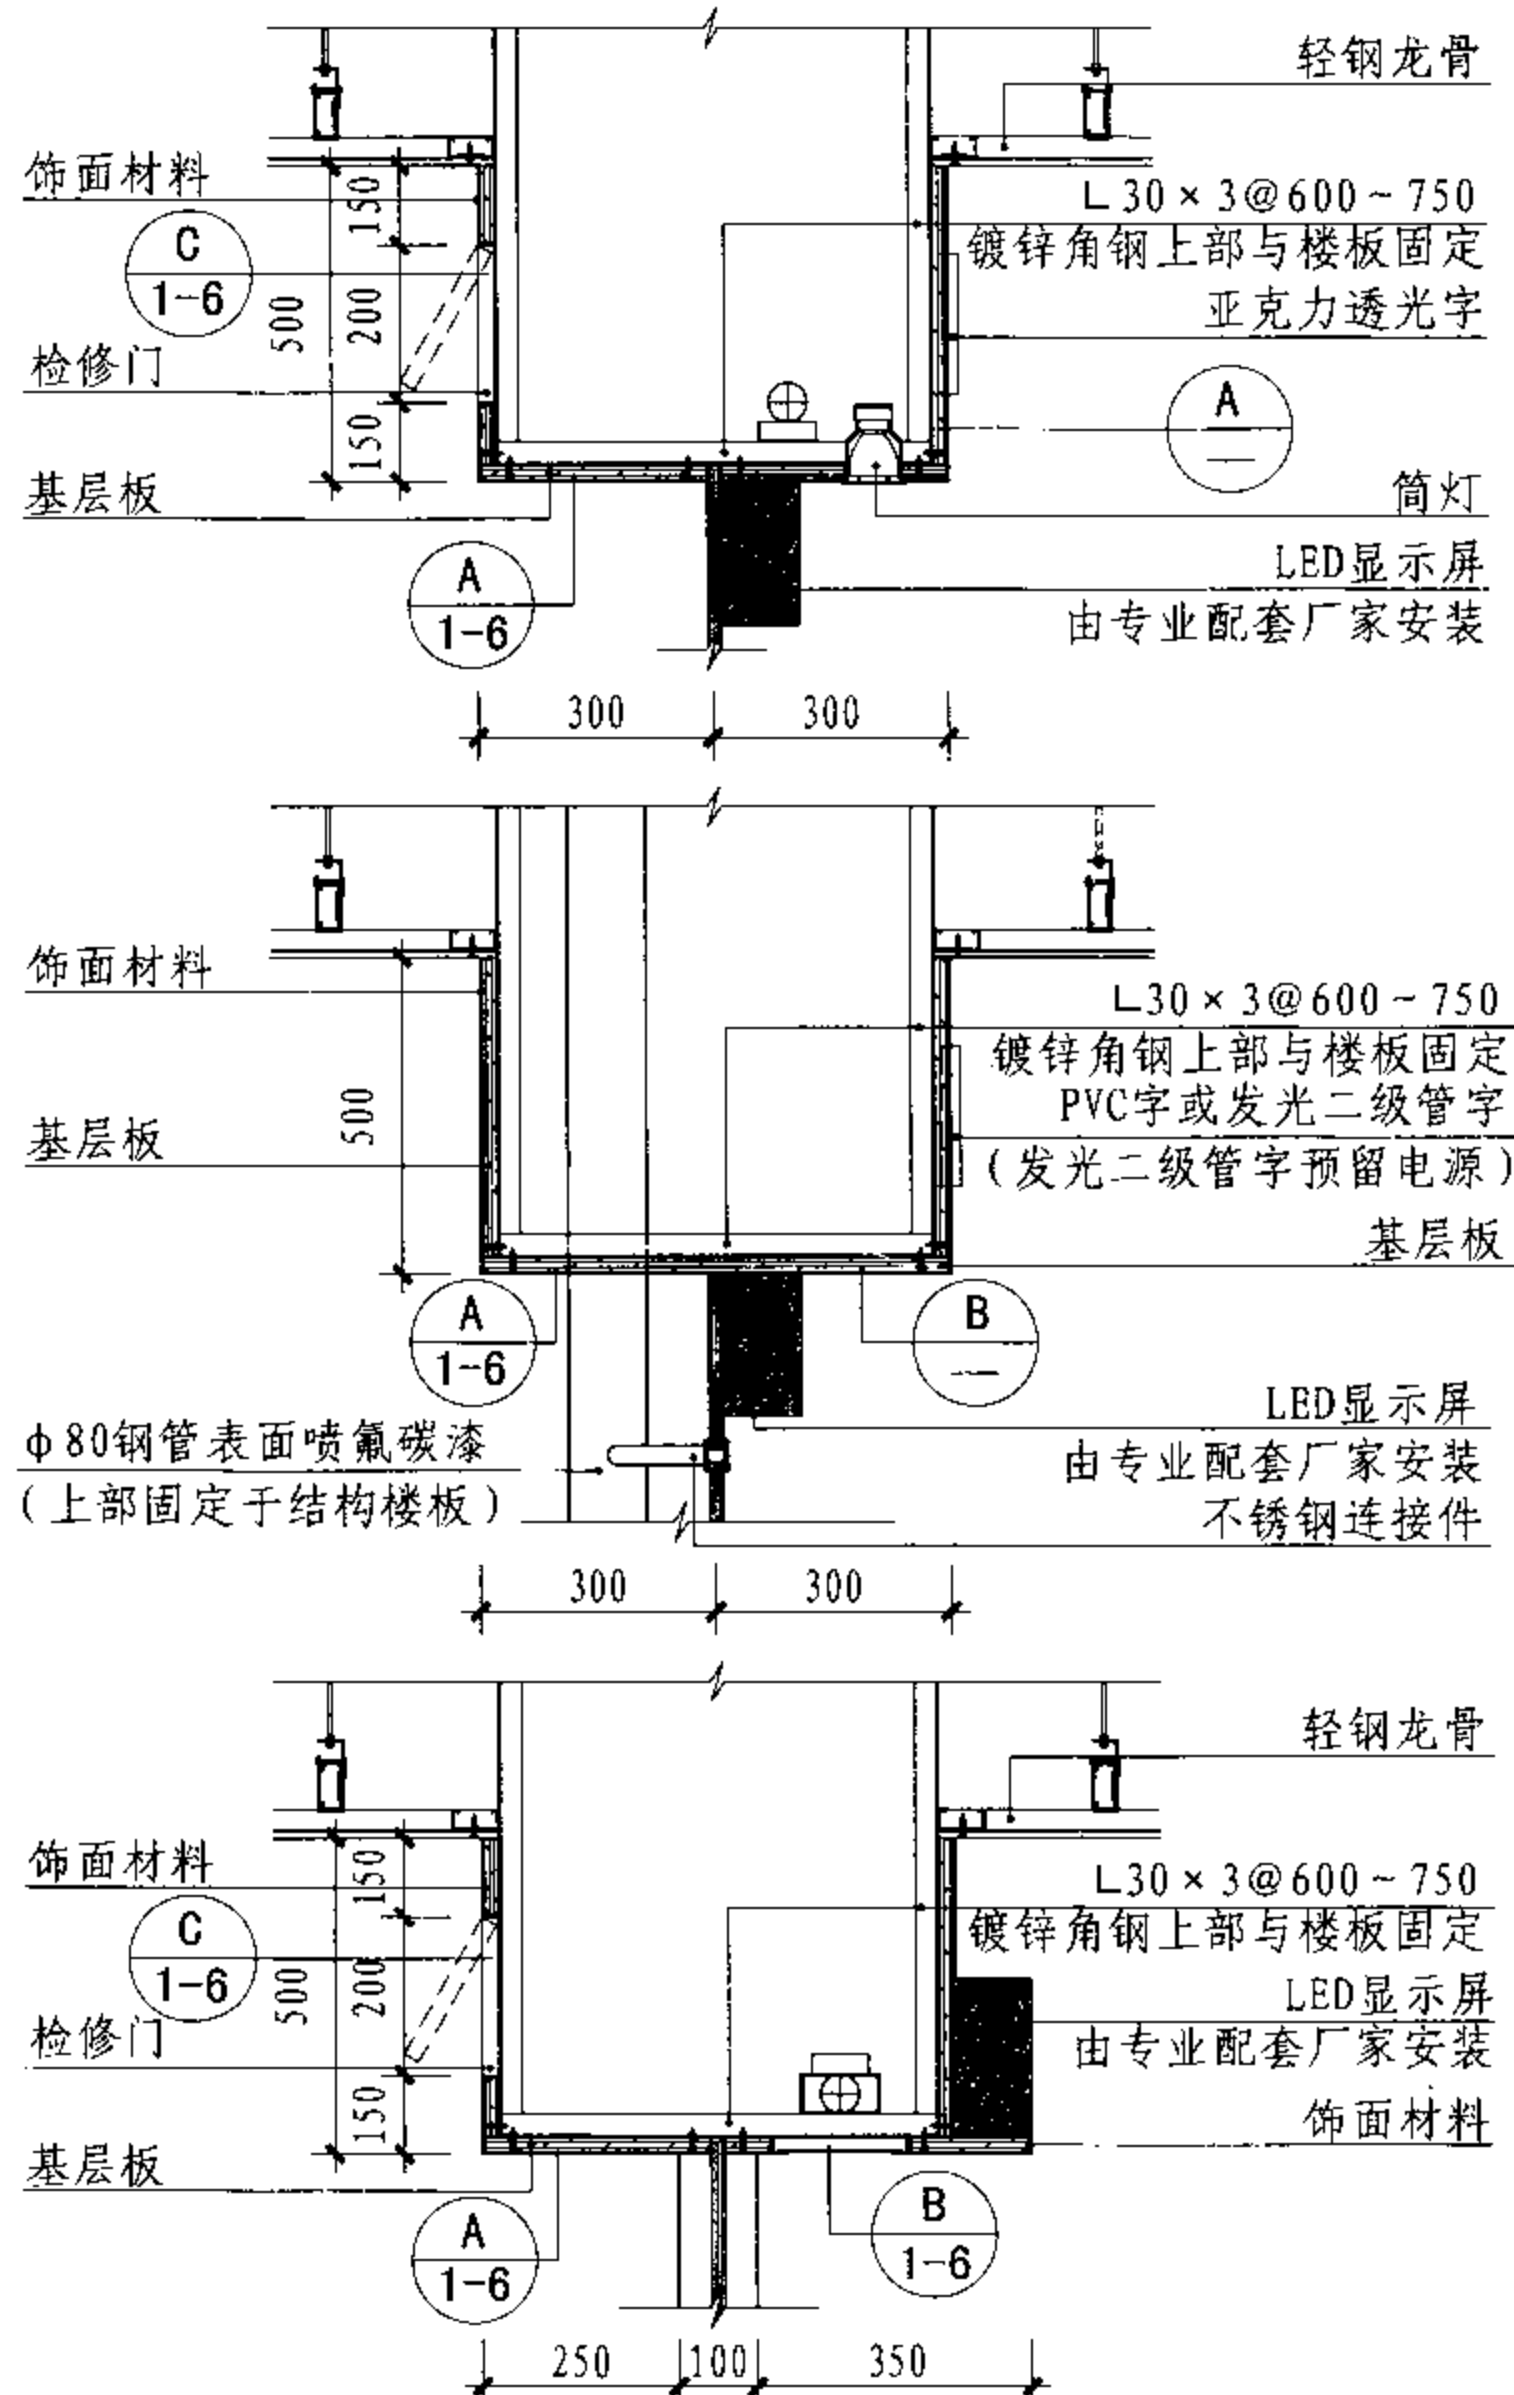 轻钢龙骨
饰面材料
150
∟30×3@600~750
镀锌角钢上部与楼板固定
C
1-6
500
200
亚克力透光字
检修门
A
—
150
基层板
筒灯
A
1-6
LED显示屏
由专业配套厂家安装
300
300
饰面材料
∟30×3@600~750
镀锌角钢上部与楼板固定
500
PVC字或发光二级管字
基层板
(发光二级管字预留电源)
基层板
A
1-6
B
—
LED显示屏
φ80钢管表面喷氟碳漆
由专业配套厂家安装
(上部固定于结构楼板)
不锈钢连接件
300
300
轻钢龙骨
饰面材料
150
∟30×3@600~750
镀锌角钢上部与楼板固定
C
1-6
500
200
LED显示屏
检修门
由专业配套厂家安装
150
饰面材料
基层板
A
1-6
B
1-6
250
100
350